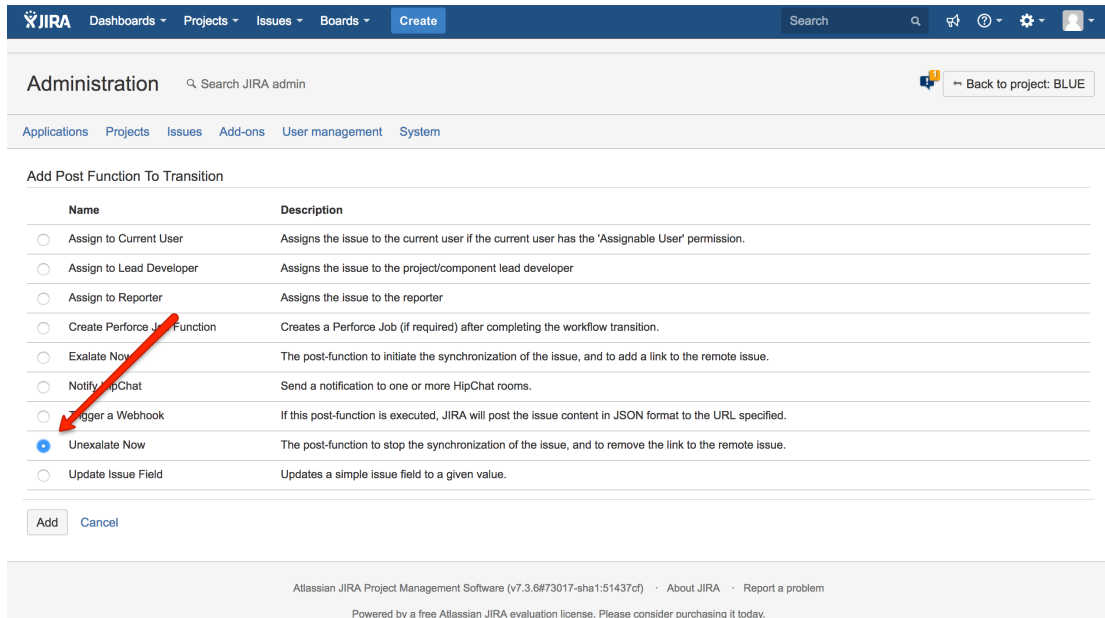 JIRA Dashboards Projects Issues Boards Create Search
Administration Search JIRA admin Back to project: BLUE
Applications Projects Issues Add-ons User management System
Add Post Function To Transition
Name Description
Assign to Current User Assigns the issue to the current user if the current user has the 'Assignable User' permission.
Assign to Lead Developer Assigns the issue to the project/component lead developer
Assign to Reporter Assigns the issue to the reporter
Create Perforce Function Creates a Perforce Job (if required) after completing the workflow transition.
Exalate Now The post-function to initiate the synchronization of the issue, and to add a link to the remote issue.
Notify HipChat Send a notification to one or more HipChat rooms.
Trigger a Webhook If this post-function is executed, JIRA will post the issue content in JSON format to the URL specified.
Unexalate Now The post-function to stop the synchronization of the issue, and to remove the link to the remote issue.
Update Issue Field Updates a simple issue field to a given value.
Add Cancel
Atlassian JIRA Project Management Software (v7.3.6#73017-sha1:51437cf) · About JIRA · Report a problem
Powered by a free Atlassian JIRA evaluation license. Please consider purchasing it today.